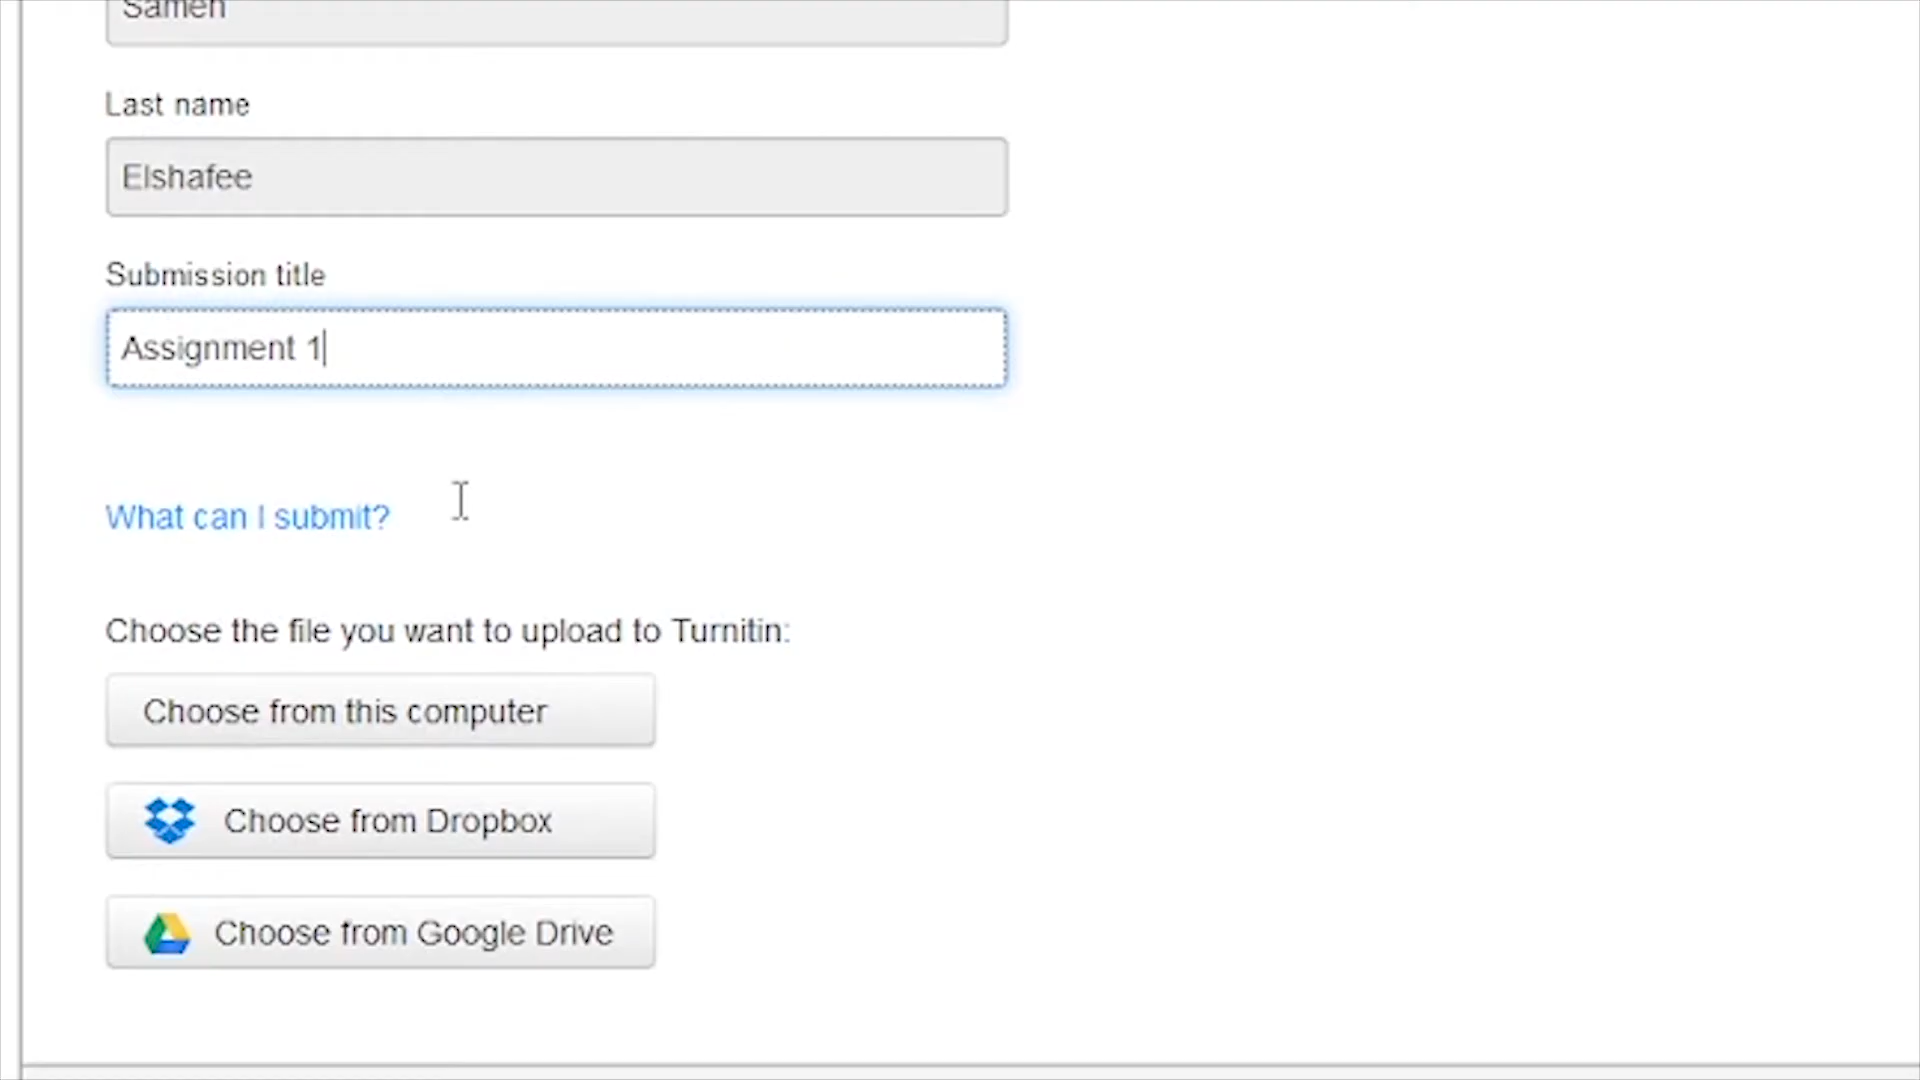 Sameh
Last name
Elshafee
Submission title
Assignment 1
What can I submit?
Choose the file you want to upload to Turnitin:
Choose from this computer
Choose from Dropbox
Choose from Google Drive